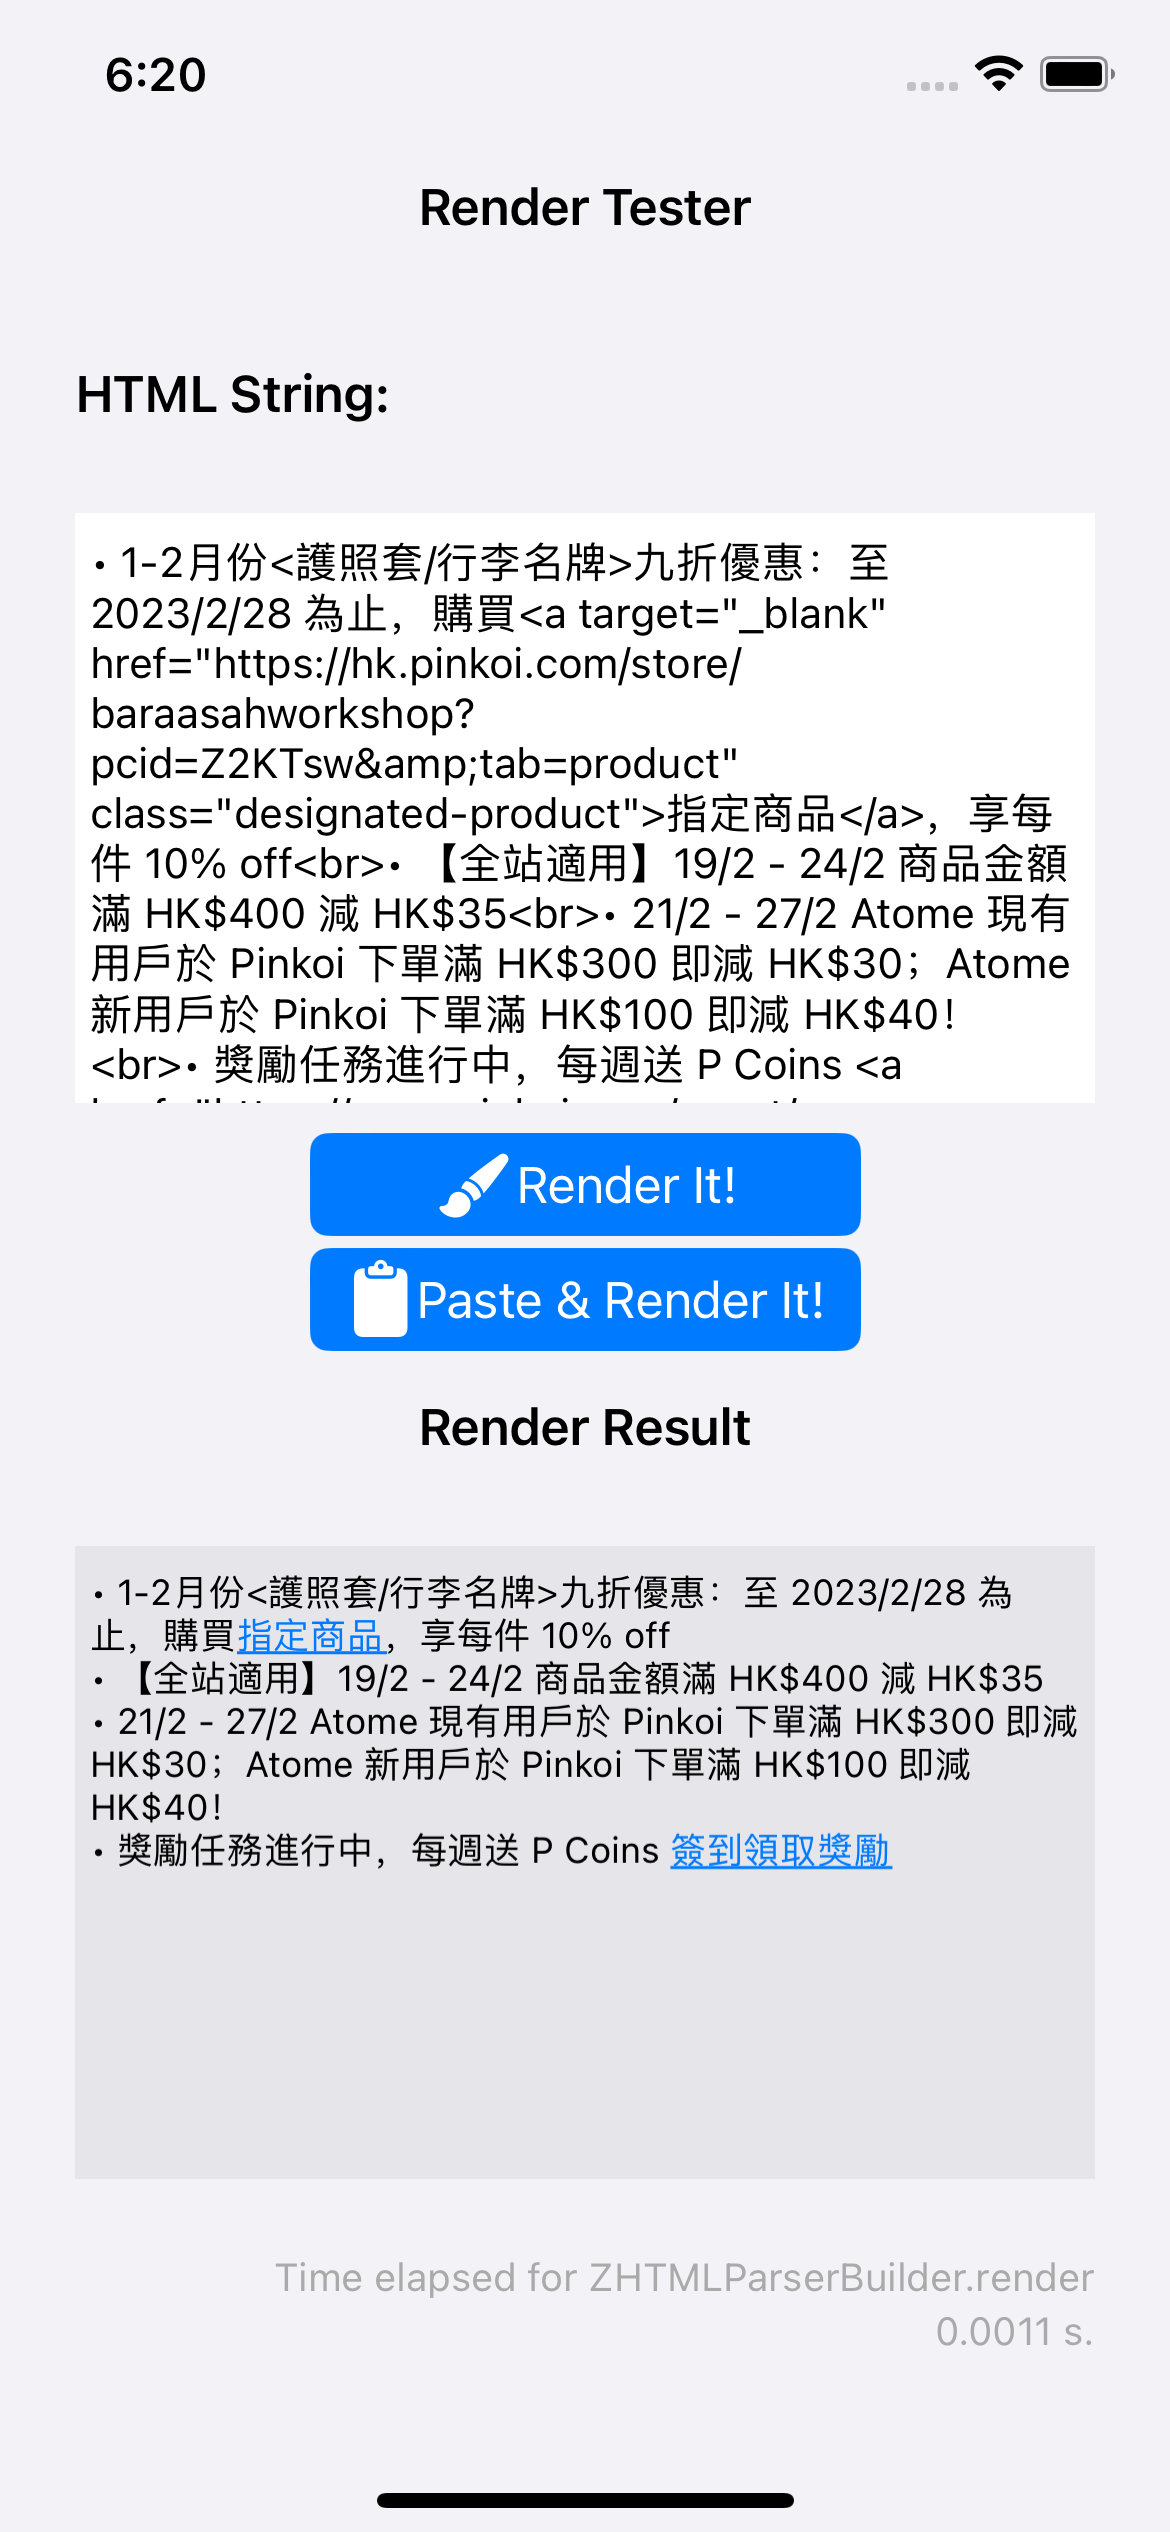 6:20
Render Tester
HTML String:
• 1-2月份<護照套/行李名牌>九折優惠：至
2023/2/28 為止，購買<a target="_blank"
href="https://hk.pinkoi.com/store/
baraasahworkshop?
pcid=Z2KTsw&amp;tab=product"
class="designated-product">指定商品</a>，享每
件 10% off<br>• 【全站適用】19/2 - 24/2 商品金額
滿 HK$400 減 HK$35<br>• 21/2 - 27/2 Atome 現有
用戶於 Pinkoi 下單滿 HK$300 即減 HK$30；Atome
新用戶於 Pinkoi 下單滿 HK$100 即減 HK$40！
<br>• 獎勵任務進行中，每週送 P Coins <a
Render It!
Paste & Render It!
Render Result
• 1-2月份<護照套/行李名牌>九折優惠：至 2023/2/28 為
止，購買指定商品，享每件 10% off
• 【全站適用】19/2 - 24/2 商品金額滿 HK$400 減 HK$35
• 21/2 - 27/2 Atome 現有用戶於 Pinkoi 下單滿 HK$300 即減
HK$30；Atome 新用戶於 Pinkoi 下單滿 HK$100 即減
HK$40！
• 獎勵任務進行中，每週送 P Coins 簽到領取獎勵
Time elapsed for ZHTMLParserBuilder.render
0.0011 s.